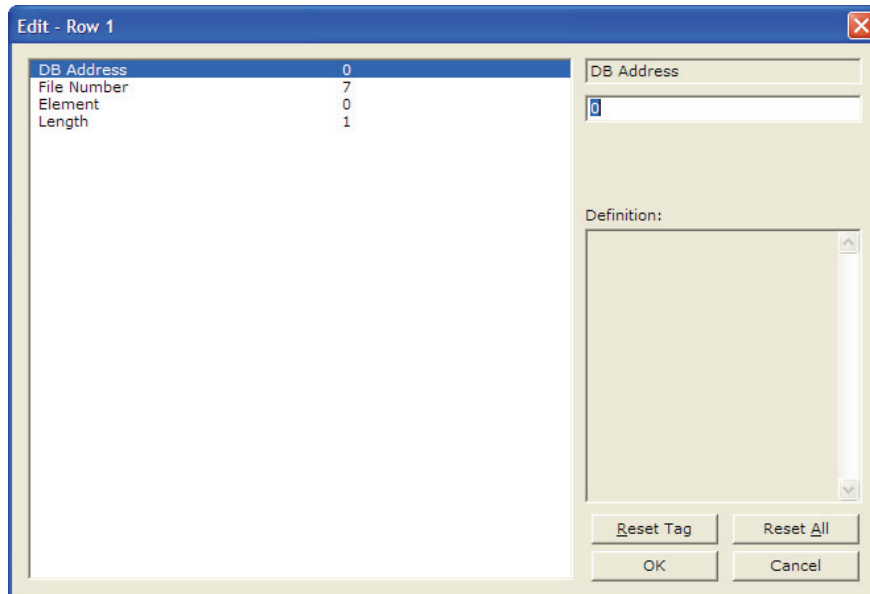 Edit - Row 1
DB Address 0
File Number 7
Element 0
Length 1
DB Address
0
Definition:
Reset Tag Reset All
OK Cancel